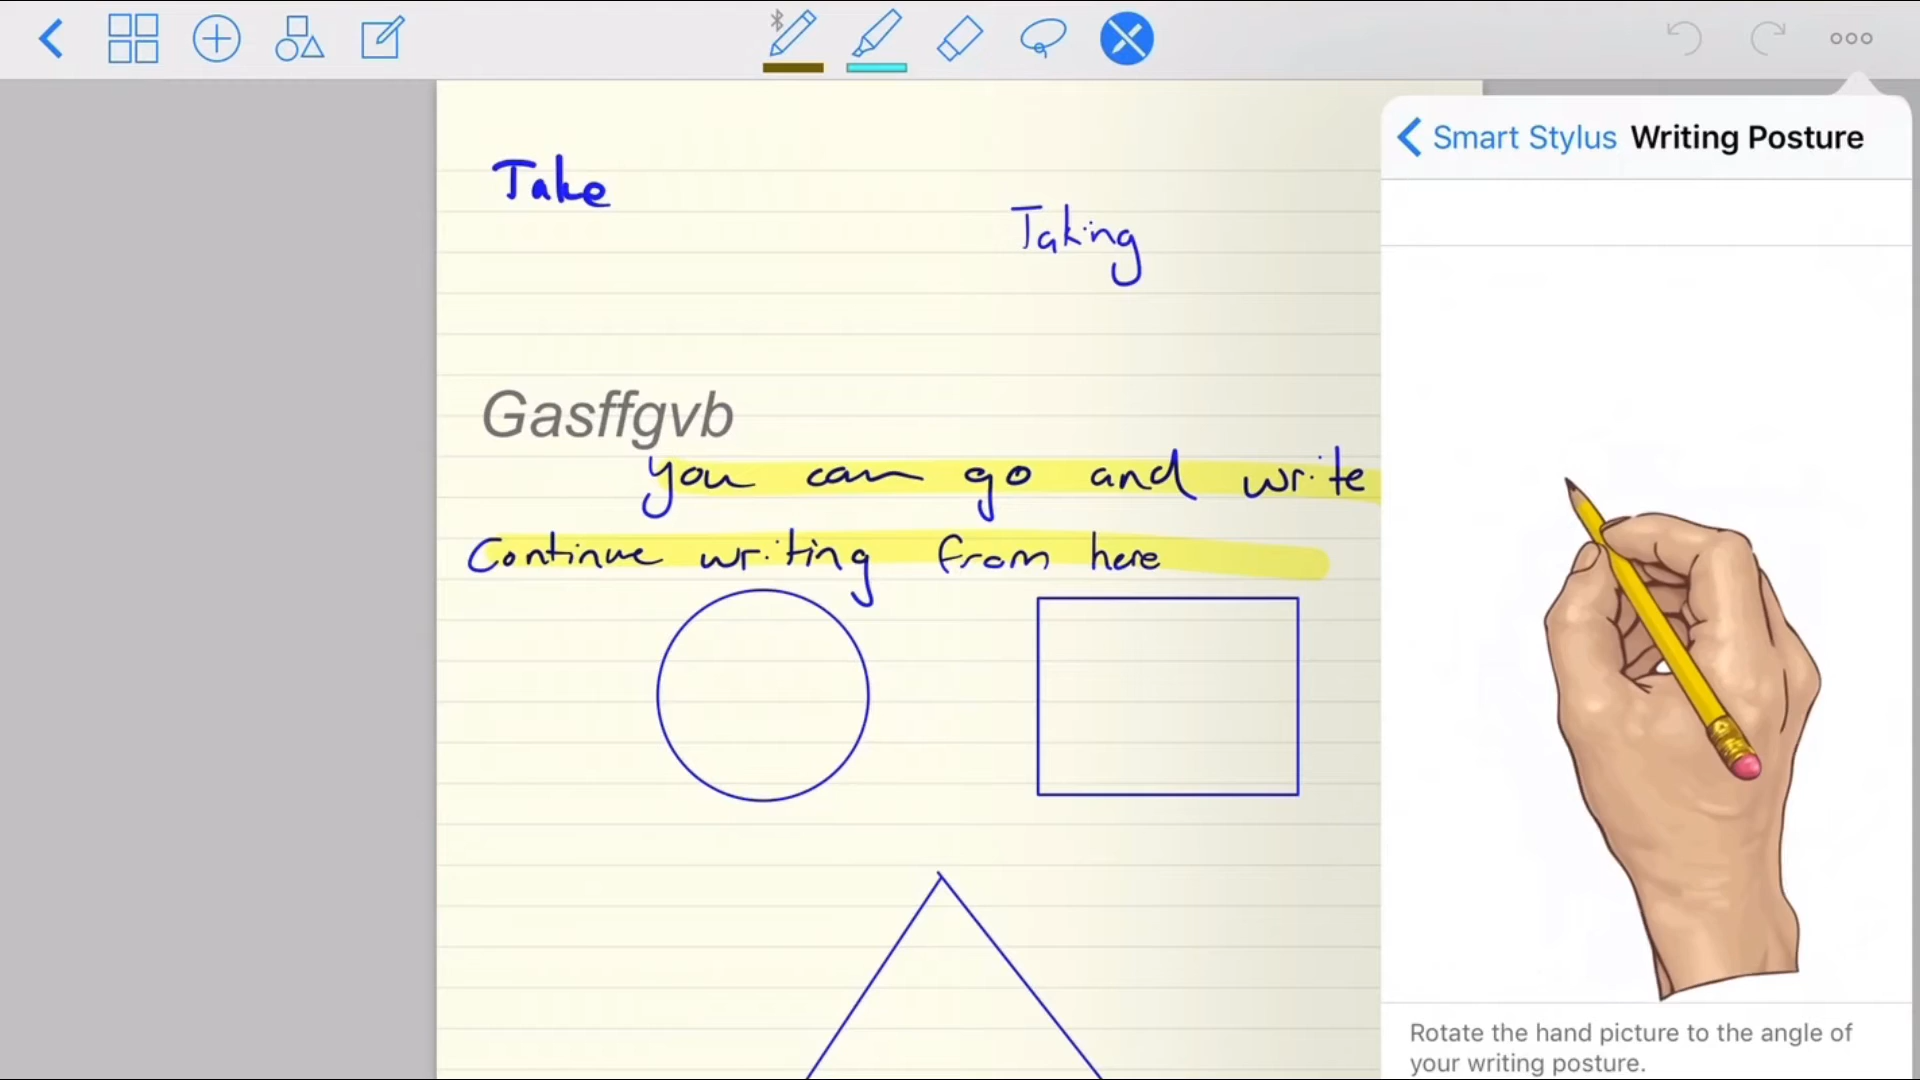 Smart Stylus Writing Posture
Take
Taking
Gasffgvb
you can go and write
Continue writing from here
Rotate the hand picture to the angle of
your writing posture.